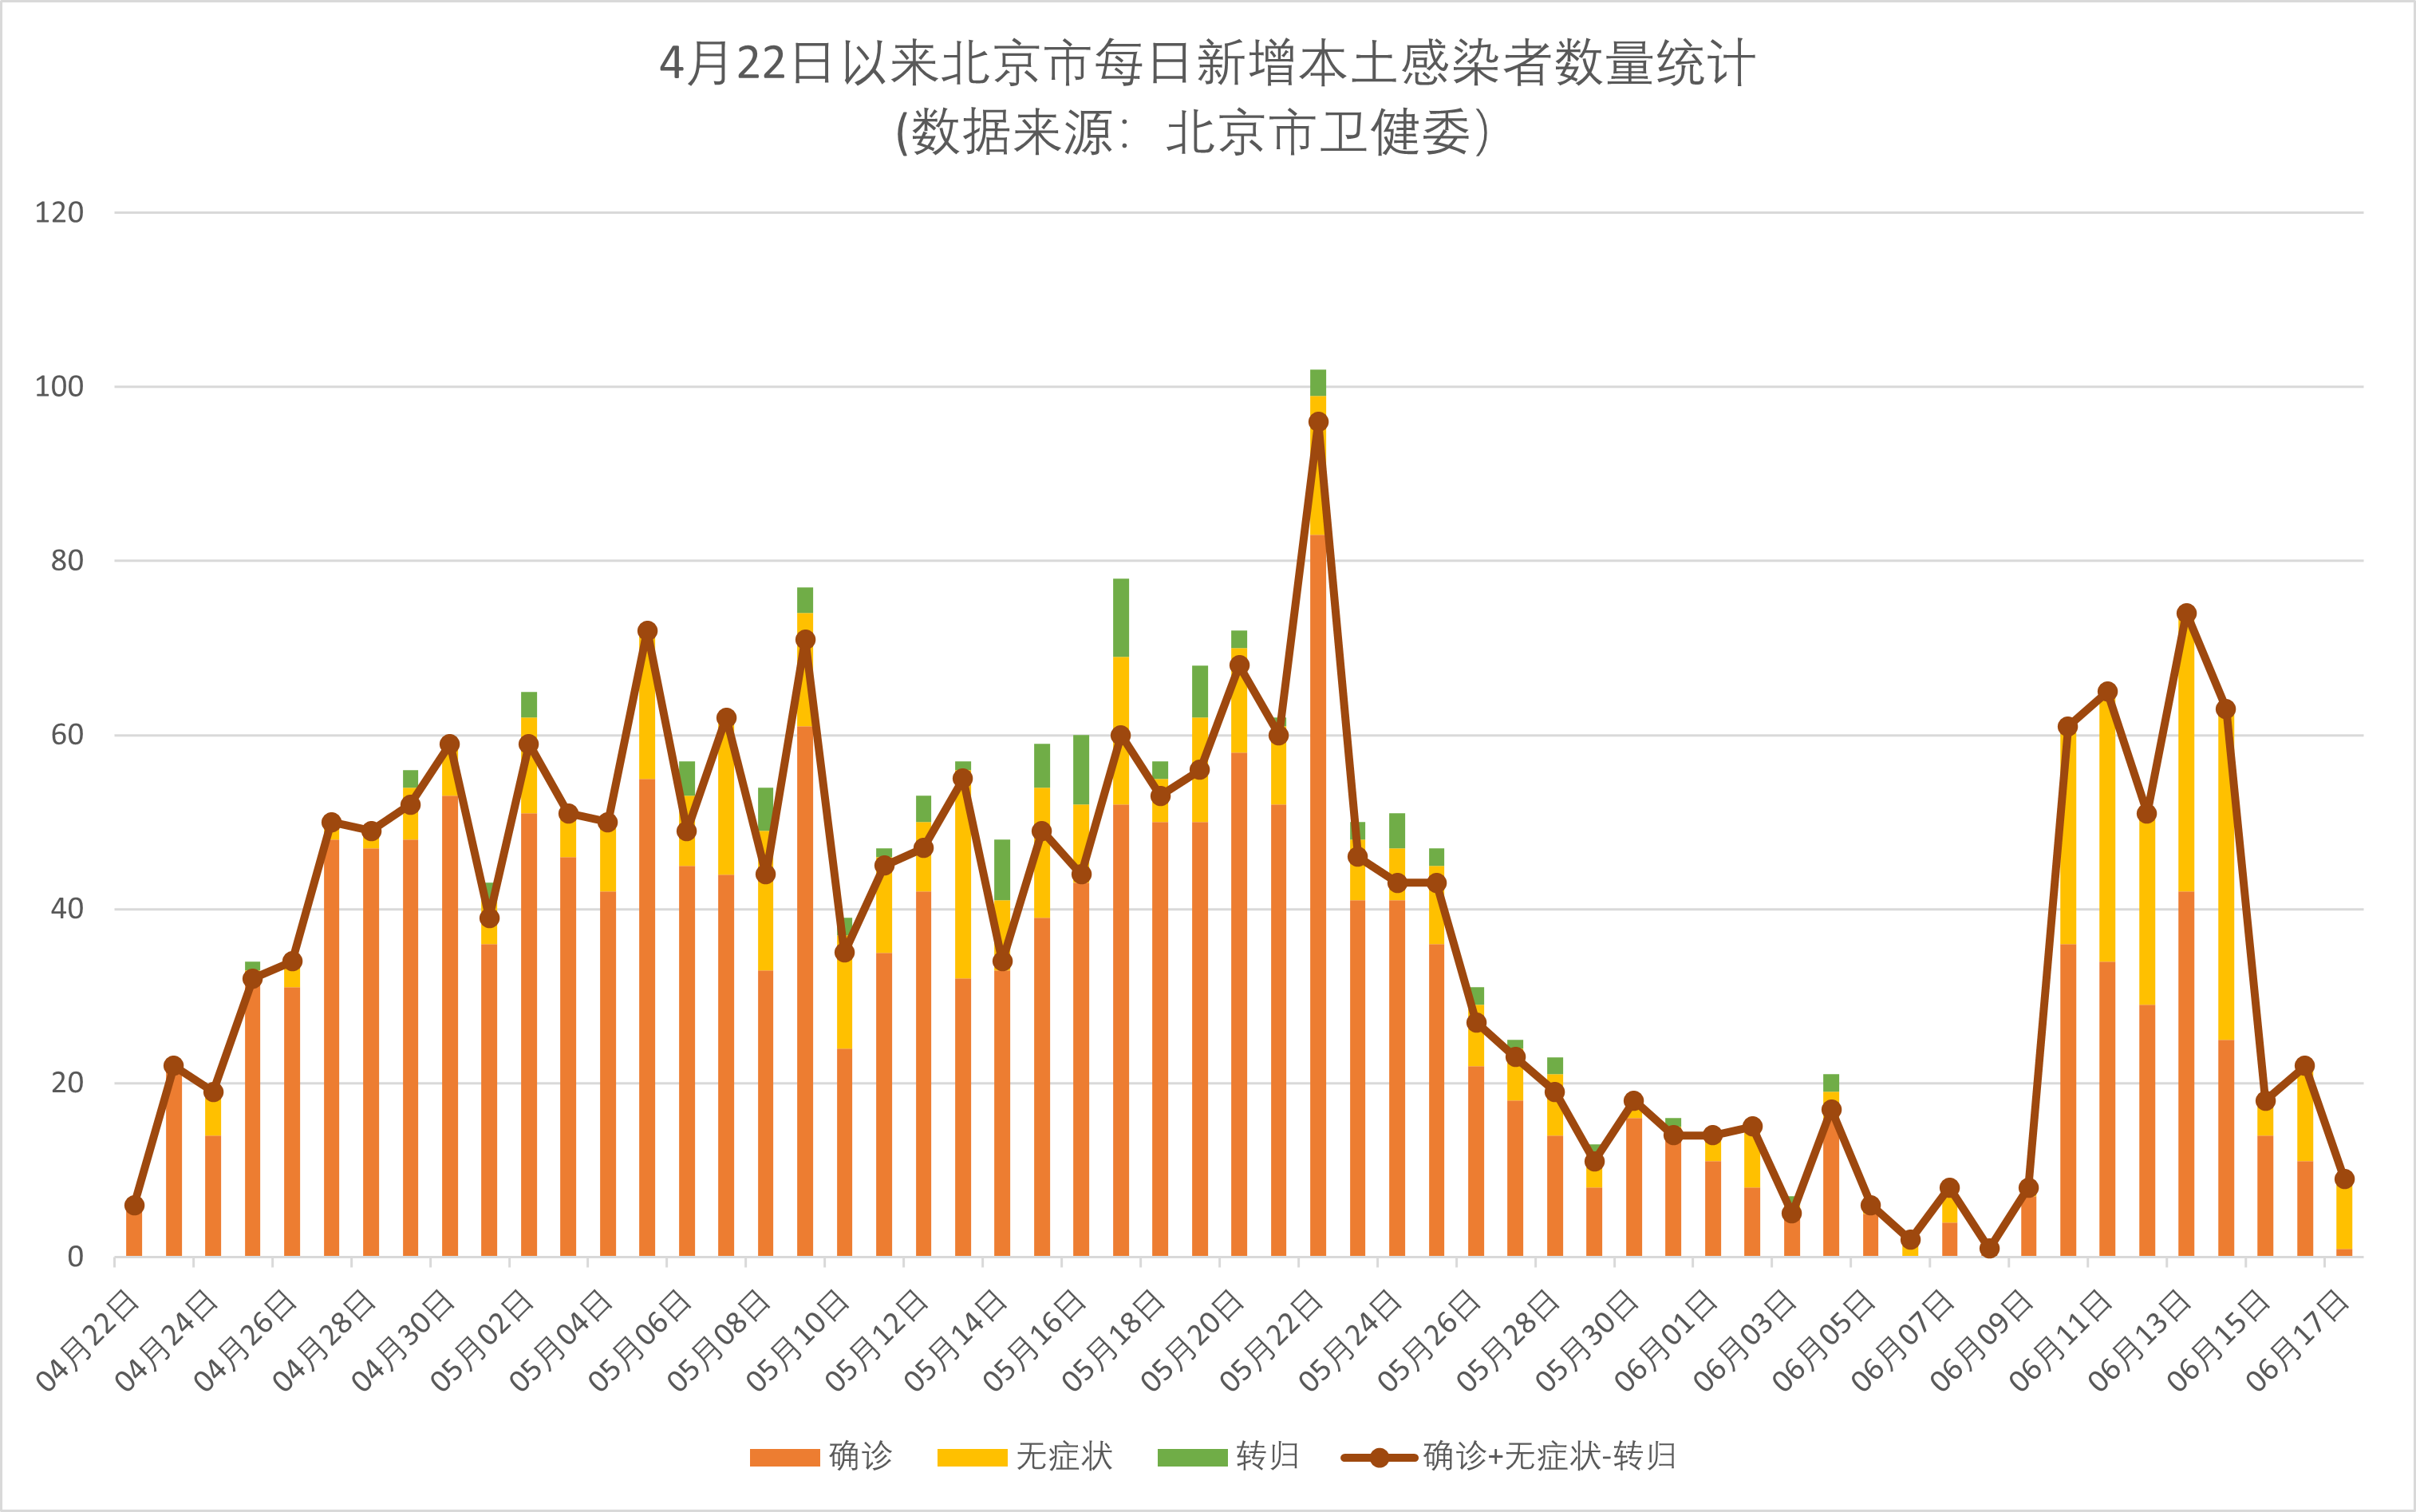 4月22日以来北京市每日新增本土感染者数量统计
(数据来源： 北京市卫健委)
120
100
80
60
40
20
0
04月22日
04月24日
04月26日
04月28日
04月30日
05月02日
05月04日
05月06日
05月08日
05月10日
05月12日
05月14日
05月16日
05月18日
05月20日
05月22日
05月24日
05月26日
05月28日
05月30日
06月01日
06月03日
06月05日
06月07日
06月09日
06月11日
06月13日
06月15日
06月17日
确诊 无症状 转归 确诊+无症状-转归